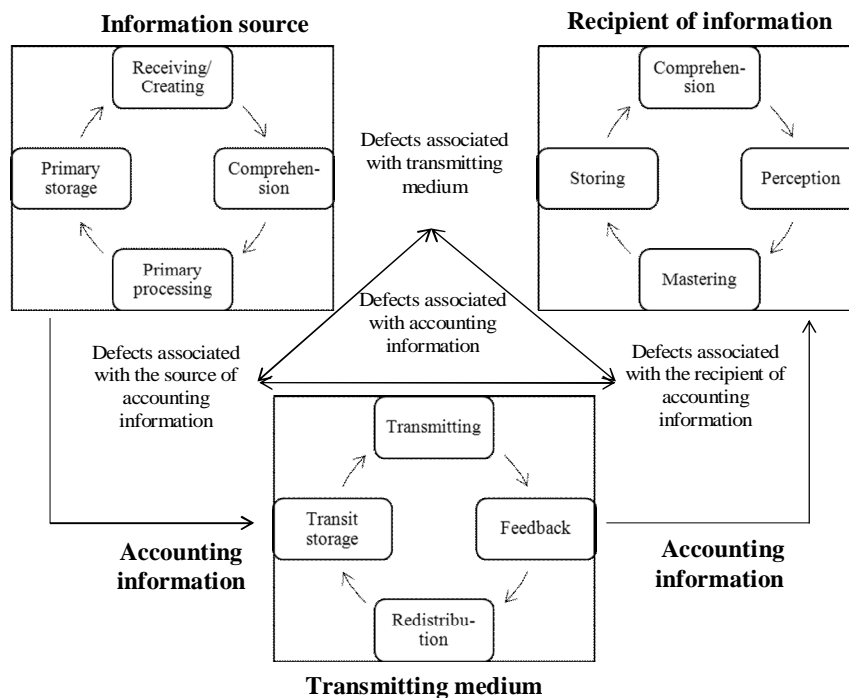 Information source
Receiving/
Creating
Primary
storage
Comprehen-
sion
Primary
processing
Defects associated
with transmitting
medium
Recipient of information
Comprehen-
sion
Storing
Perception
Mastering
Defects associated
with the source of
accounting
information
Defects associated
with accounting
information
Defects associated
with the recipient of
accounting
information
Transmitting
Transit
storage
Feedback
Redistribu-
tion
Accounting
information
Accounting
information
Transmitting medium